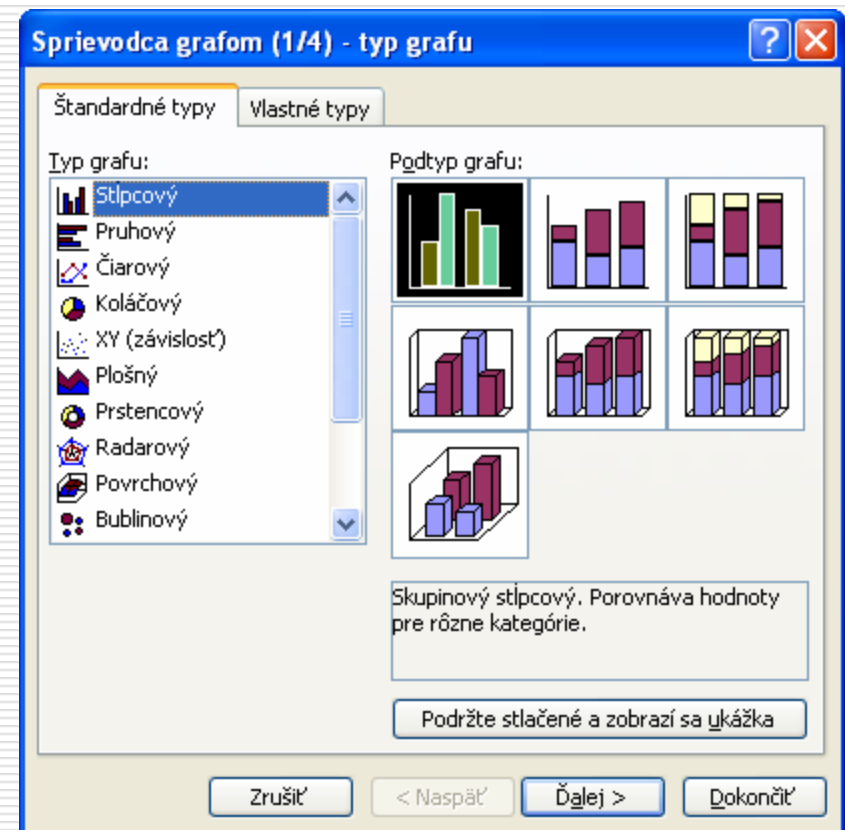 Sprievodca grafom (1/4) - typ grafu
Štandardné typy
Vlastné typy
Typ grafu:
Stĺpcový
Pruhový
Čiarový
Koláčový
XY (závislosť)
Plošný
Prstencový
Radarový
Povrchový
Bublinový
Podtyp grafu:
Skupinový stĺpcový. Porovnáva hodnoty
pre rôzne kategórie.
Podržte stlačené a zobrazí sa ukážka
Zrušiť
< Naspäť
Ďalej >
Dokončiť